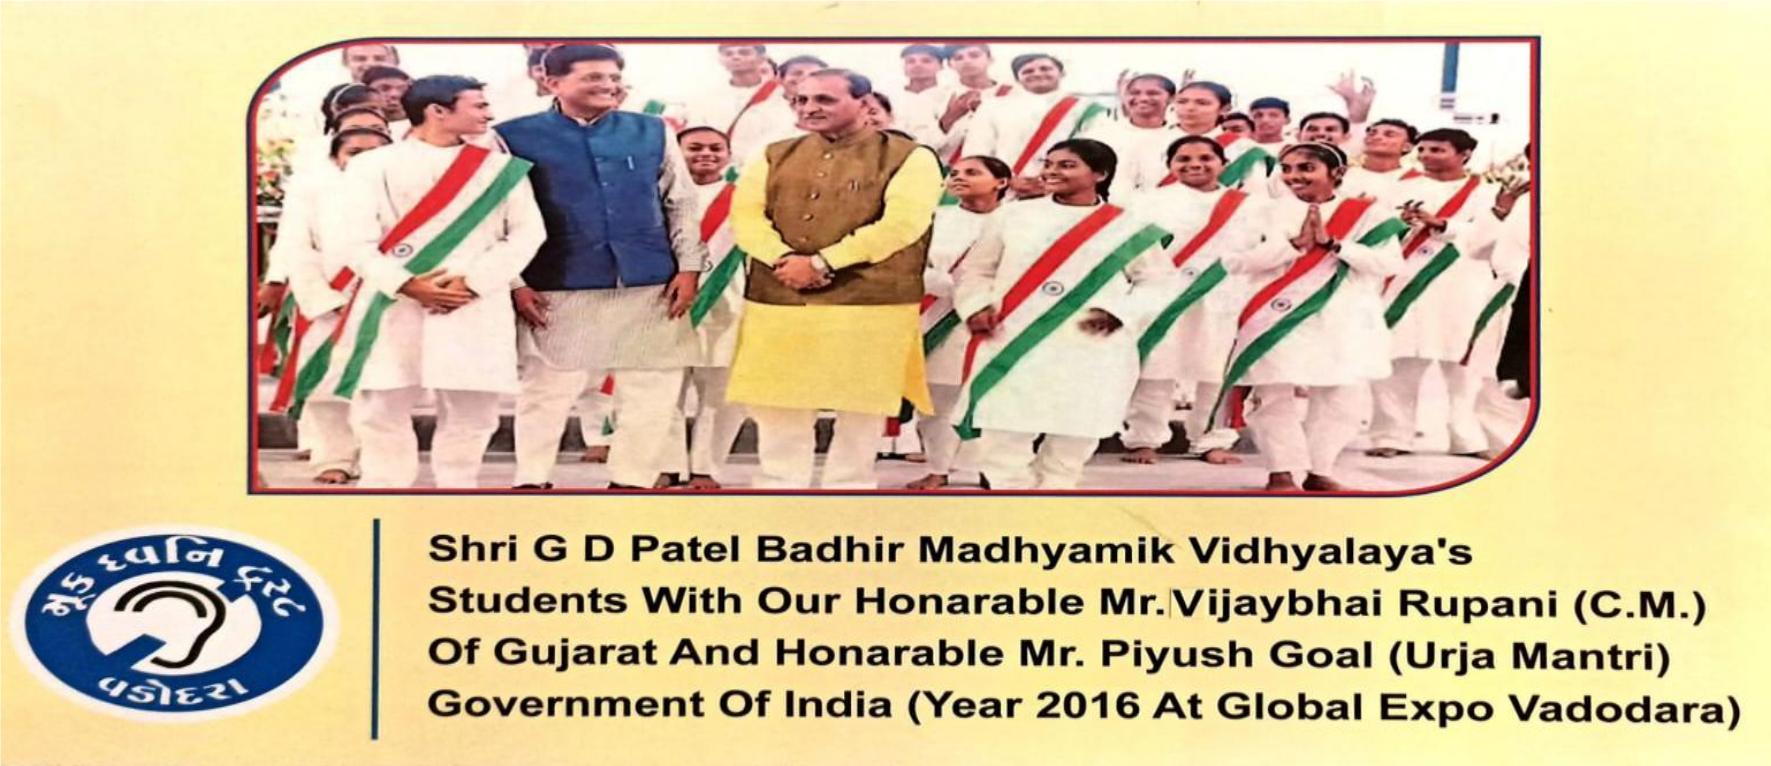 મૂક ધ્વનિ ટ્રસ્ટ
વડોદરા
Shri G D Patel Badhir Madhyamik Vidhyalaya's
Students With Our Honarable Mr.Vijaybhai Rupani (C.M.)
Of Gujarat And Honarable Mr. Piyush Goal (Urja Mantri)
Government Of India (Year 2016 At Global Expo Vadodara)